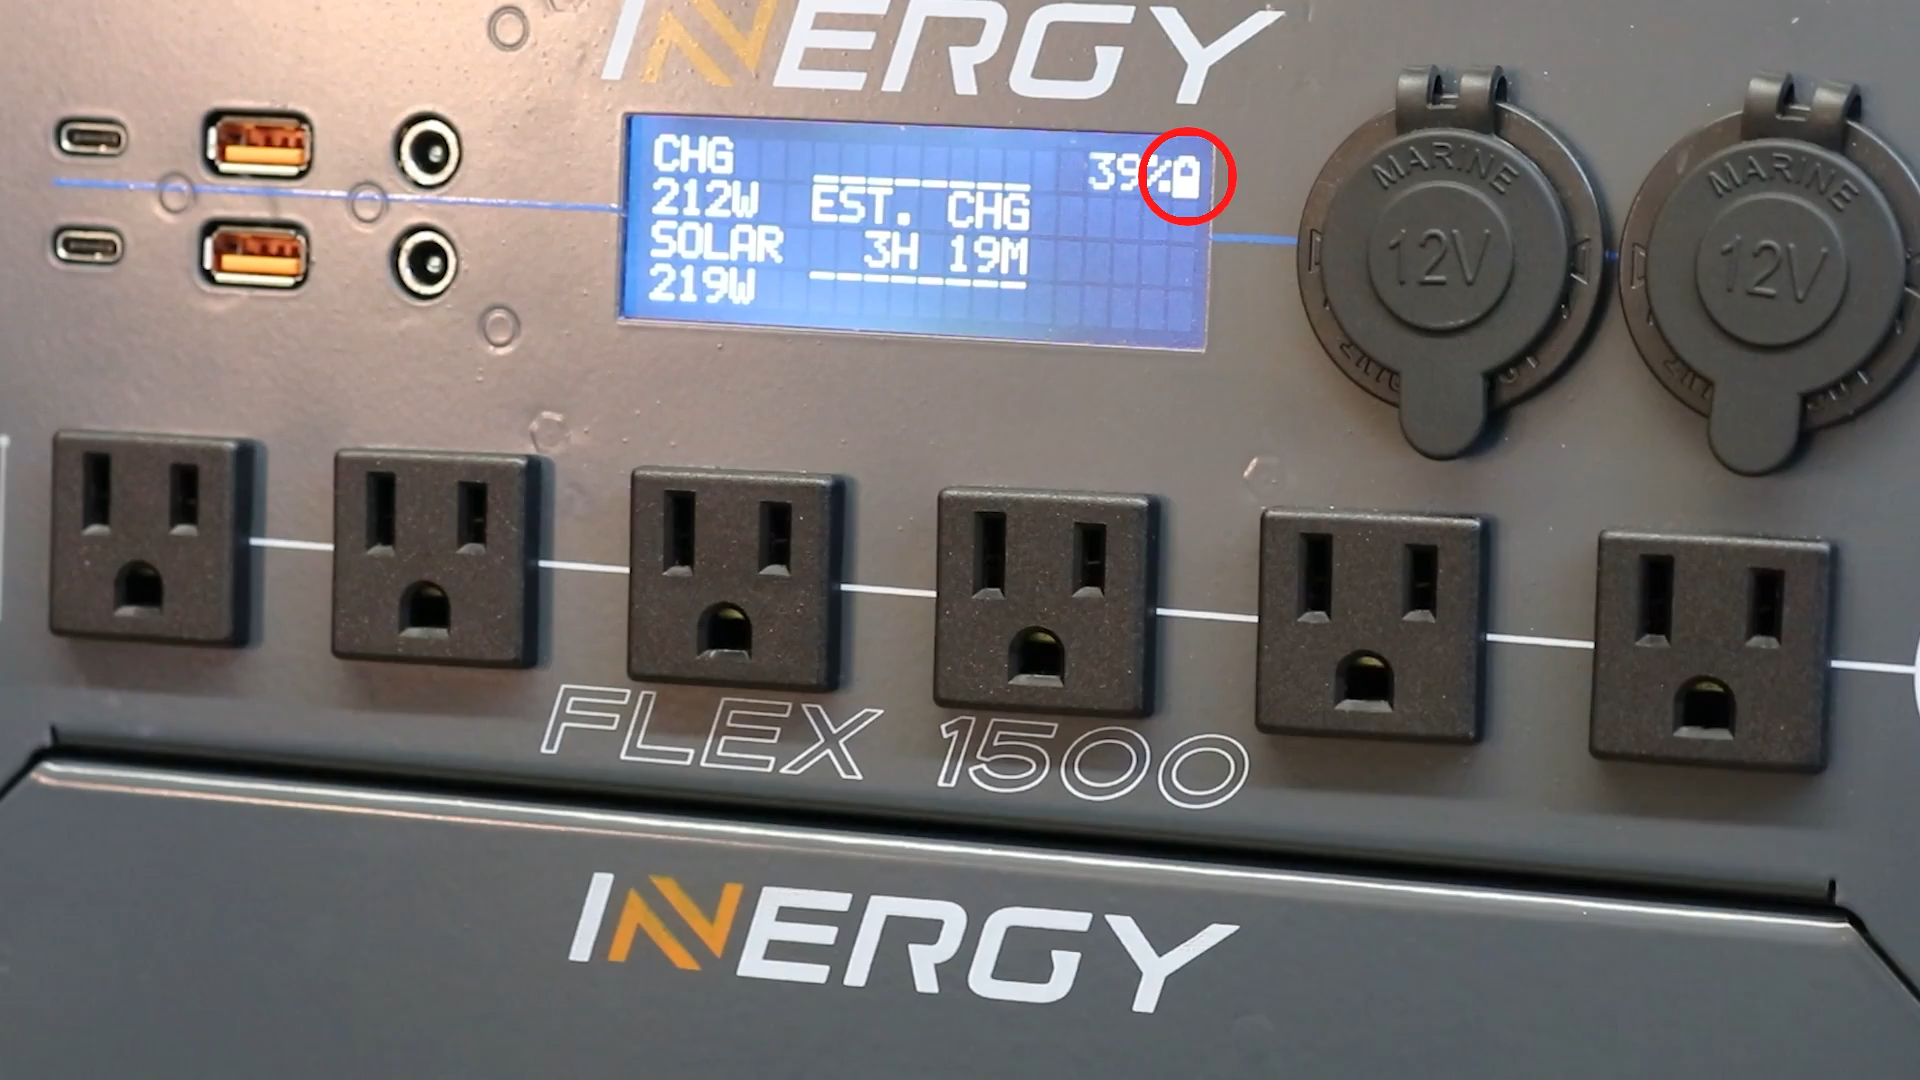 INERGY
CHG
39%
212W
EST. CHG
SOLAR
3H 19M
219W
MARINE
12V
MARINE
12V
FLEX 1500
INERGY